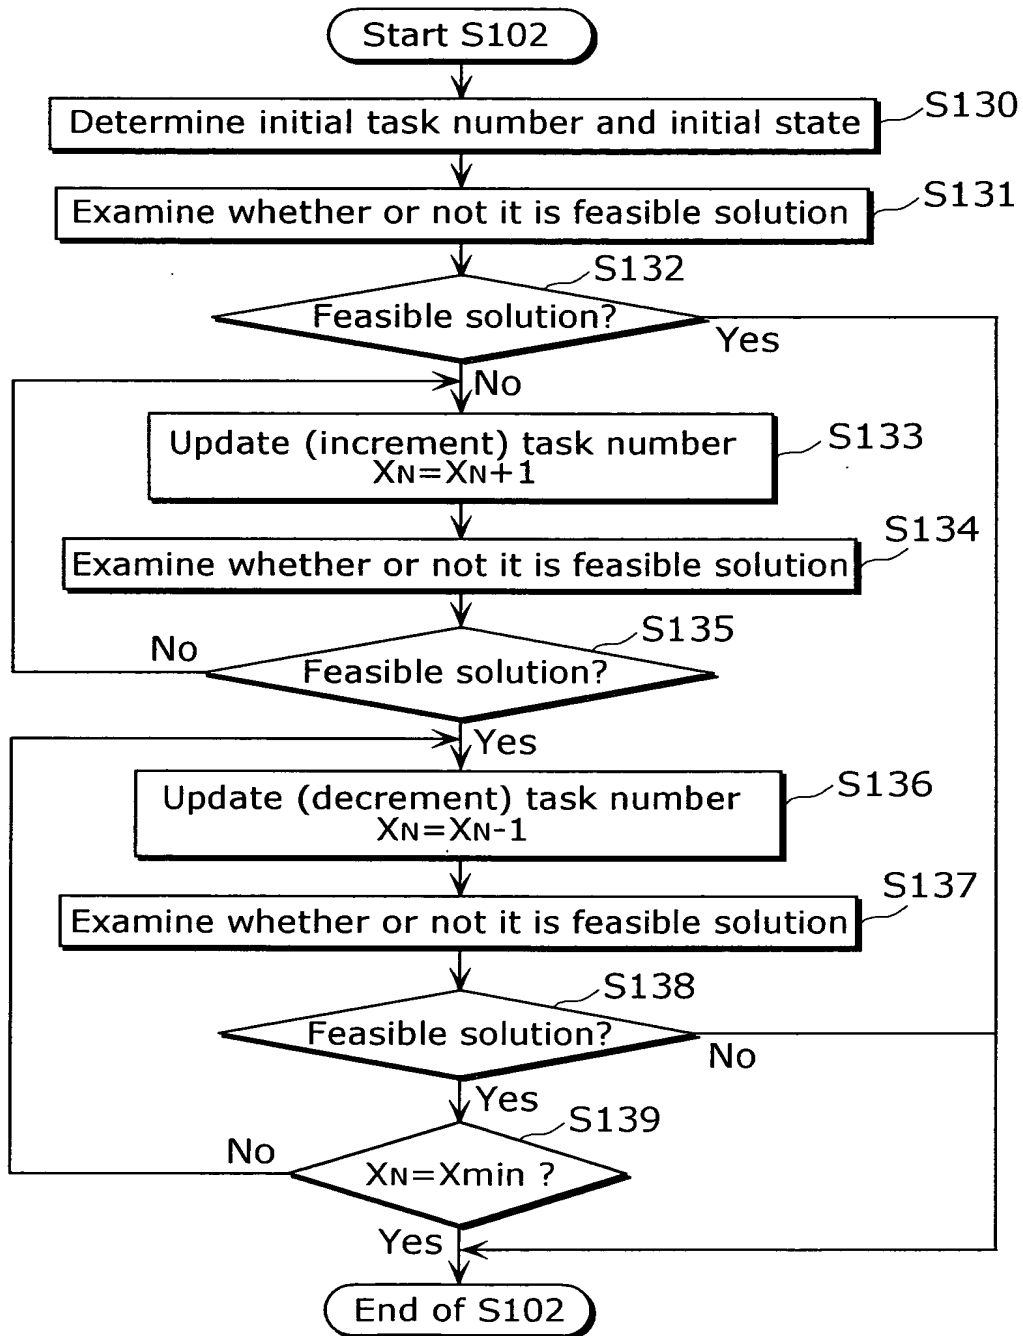 Start S102
S130
Determine initial task number and initial state
S131
Examine whether or not it is feasible solution
S132
Feasible solution?
Yes
No
S133
Update (increment) task number
XN=XN+1
S134
Examine whether or not it is feasible solution
S135
No
Feasible solution?
Yes
S136
Update (decrement) task number
XN=XN-1
S137
Examine whether or not it is feasible solution
S138
Feasible solution?
No
Yes
S139
No
XN=Xmin ?
Yes
End of S102